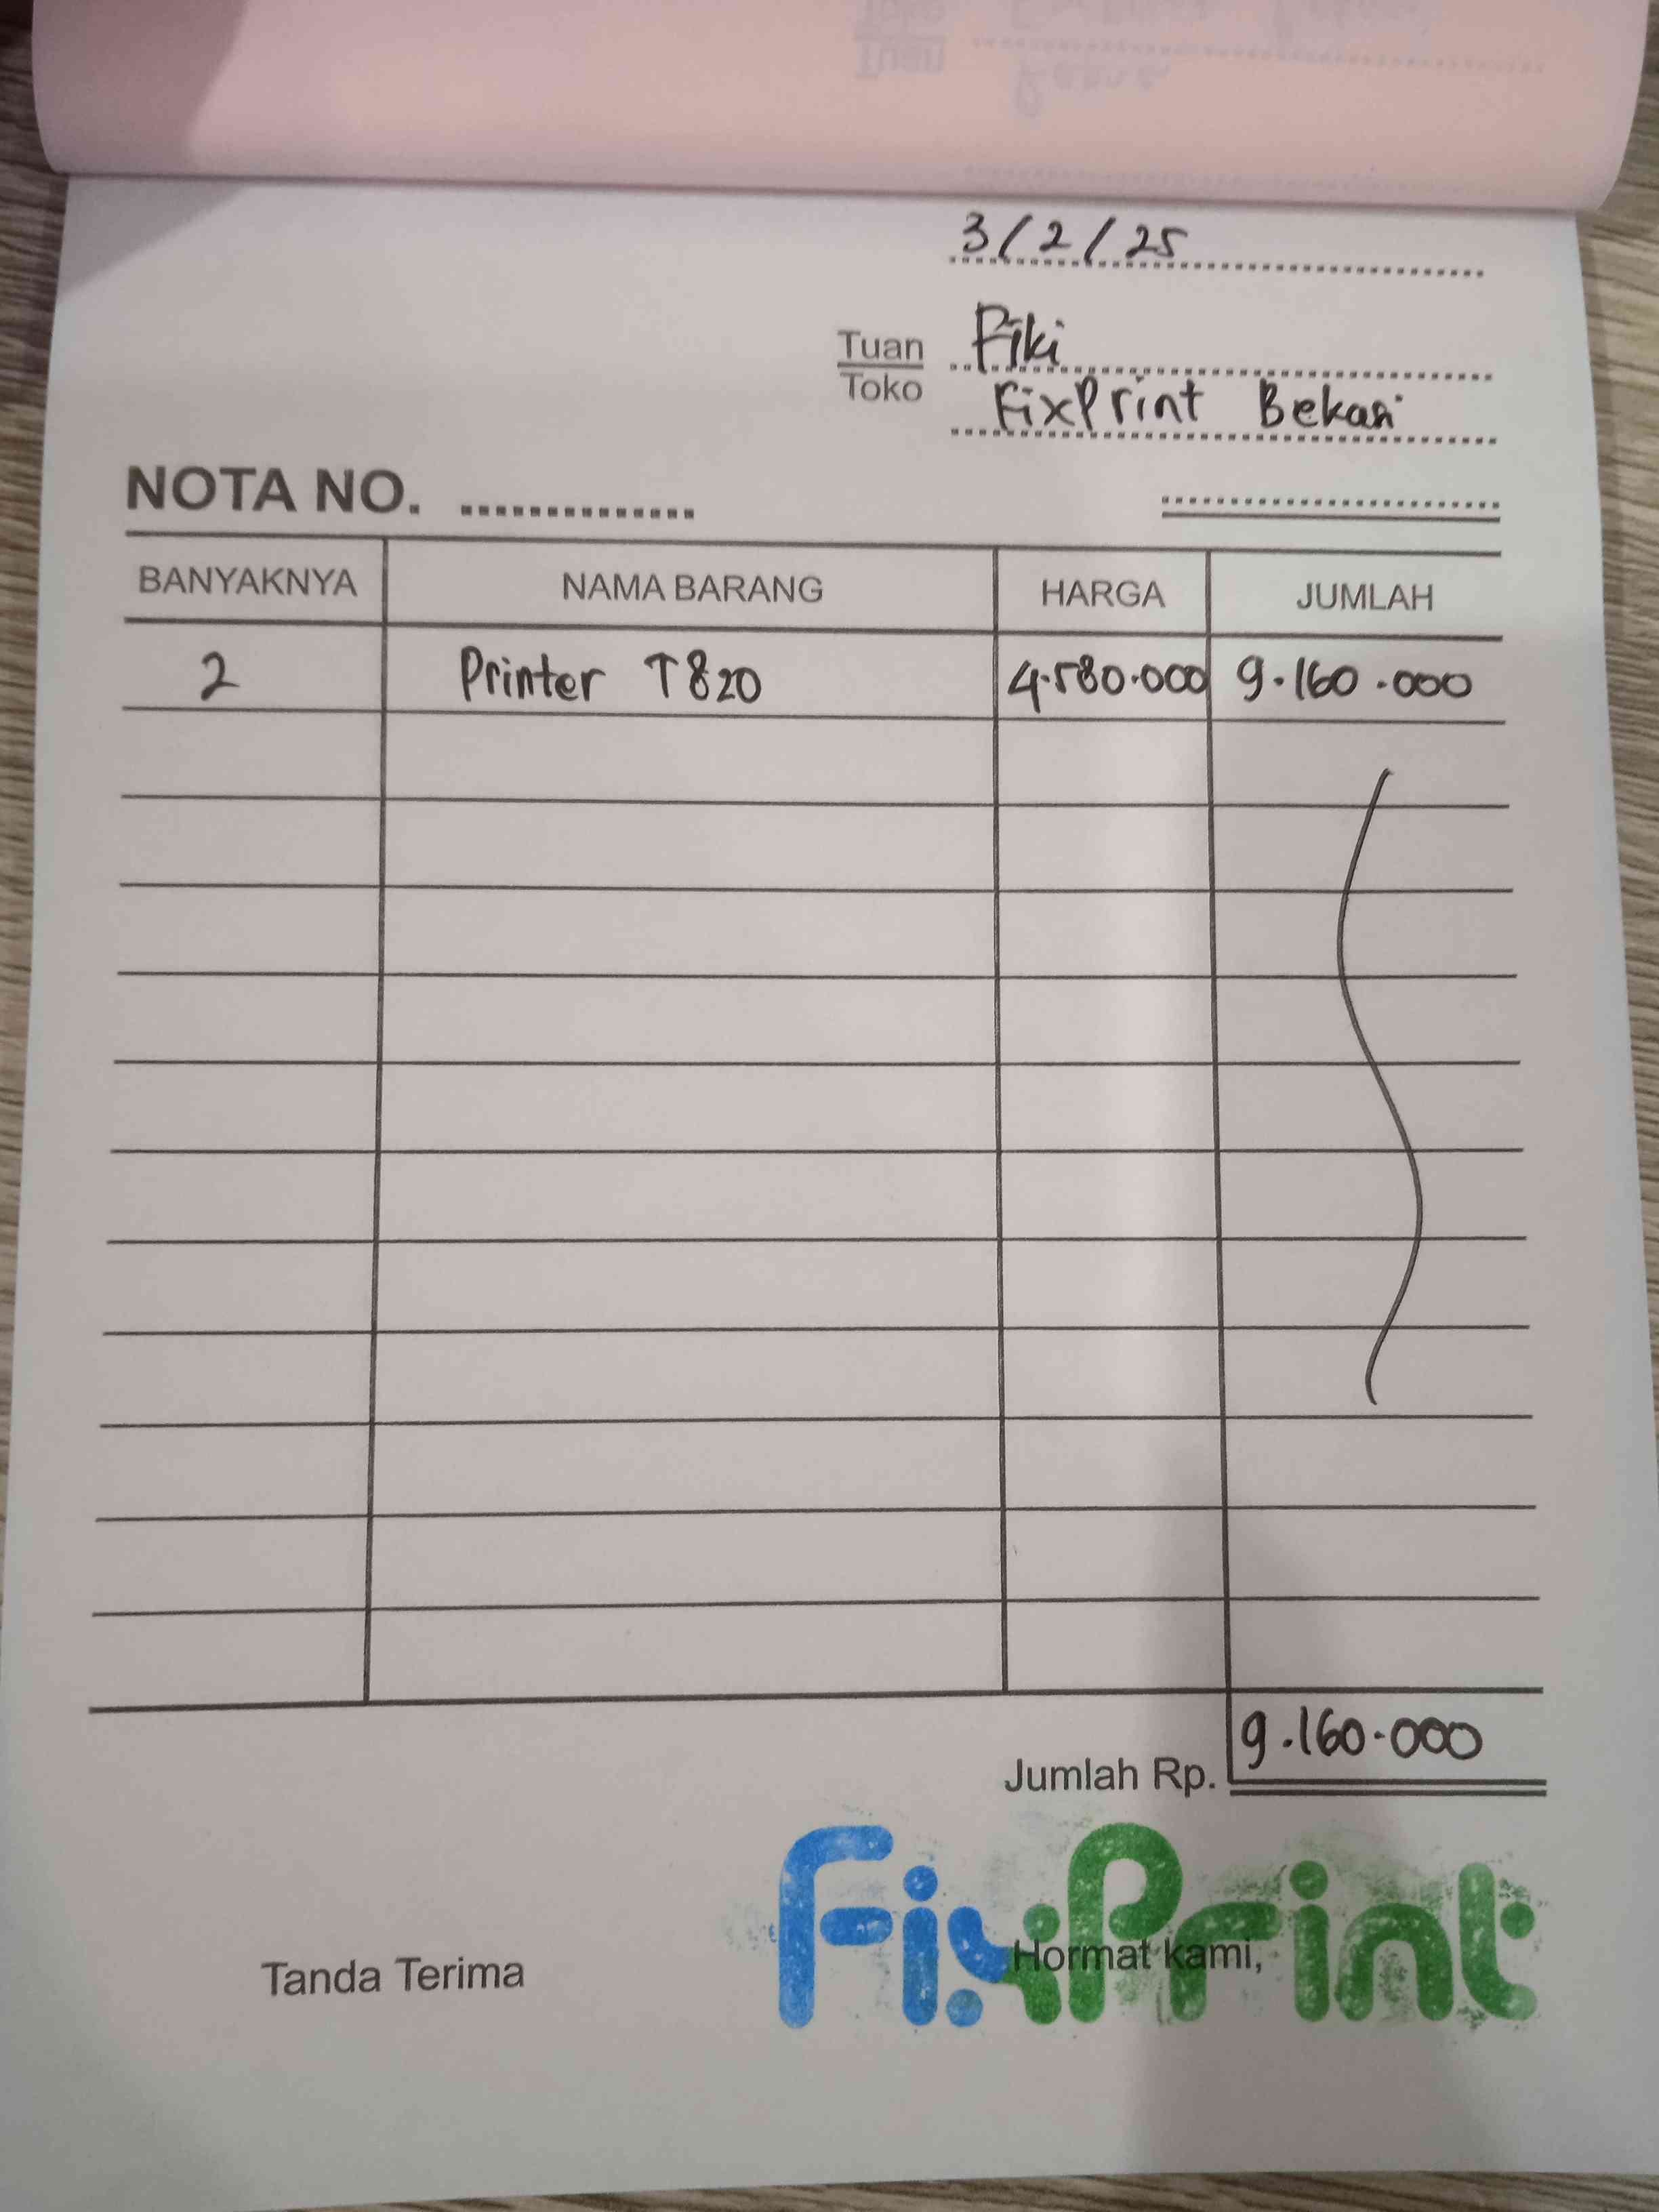 3/2/25
Tuan Fiki
Toko FixPrint Bekasi
NOTA NO.
BANYAKNYA NAMA BARANG HARGA JUMLAH
2 Printer T820 4.580.000 9.160.000
Jumlah Rp. 9.160.000
FixPrint
Tanda Terima Hormat kami,